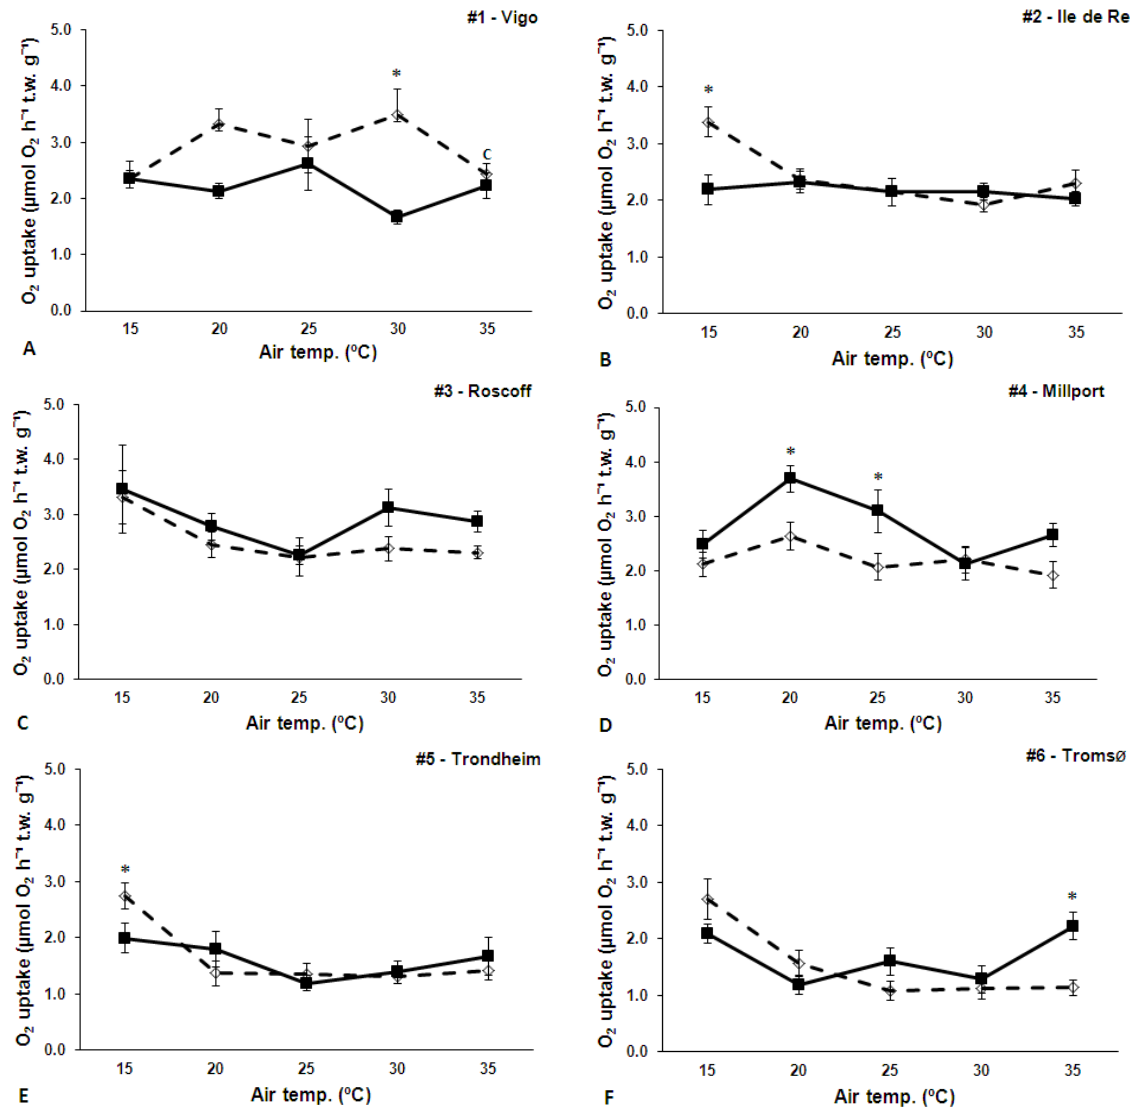 #1 - Vigo
5.0
4.0
3.0
2.0
1.0
0.0
O₂ uptake (µmol O₂ h⁻¹ t.w. g⁻¹)
*
c
15 20 25 30 35
Air temp. (ºC)
A
#2 - Ile de Re
5.0
4.0
3.0
2.0
1.0
0.0
O₂ uptake (µmol O₂ h⁻¹ t.w. g⁻¹)
*
15 20 25 30 35
Air temp. (ºC)
B
#3 - Roscoff
5.0
4.0
3.0
2.0
1.0
0.0
O₂ uptake (µmol O₂ h⁻¹ t.w. g⁻¹)
15 20 25 30 35
Air temp. (ºC)
C
#4 - Millport
5.0
4.0
3.0
2.0
1.0
0.0
O₂ uptake (µmol O₂ h⁻¹ t.w. g⁻¹)
* *
15 20 25 30 35
Air temp. (ºC)
D
#5 - Trondheim
5.0
4.0
3.0
2.0
1.0
0.0
O₂ uptake (µmol O₂ h⁻¹ t.w. g⁻¹)
*
15 20 25 30 35
Air temp. (ºC)
E
#6 - Tromsø
5.0
4.0
3.0
2.0
1.0
0.0
O₂ uptake (µmol O₂ h⁻¹ t.w. g⁻¹)
*
15 20 25 30 35
Air temp. (ºC)
F